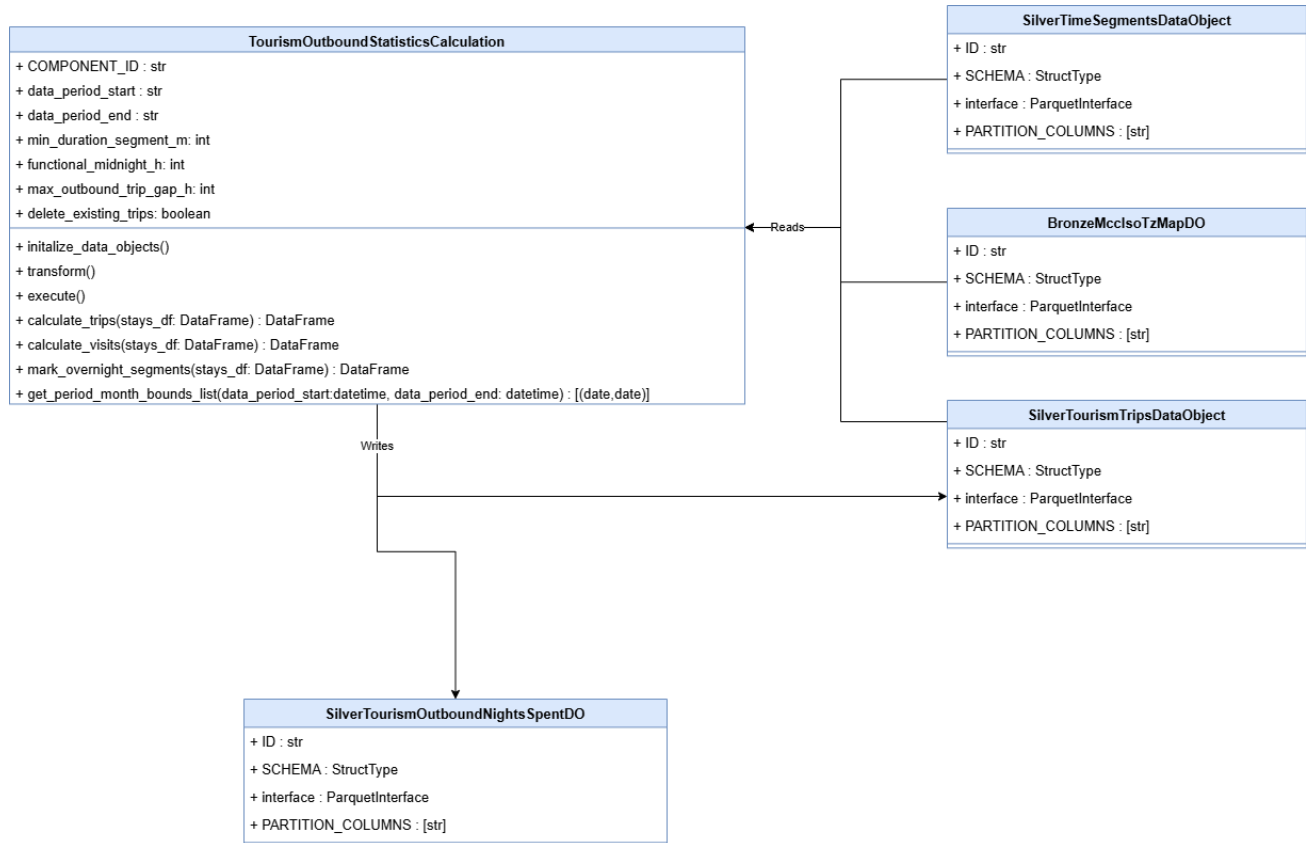 TourismOutboundStatisticsCalculation
+ COMPONENT_ID : str
+ data_period_start : str
+ data_period_end : str
+ min_duration_segment_m: int
+ functional_midnight_h: int
+ max_outbound_trip_gap_h: int
+ delete_existing_trips: boolean
+ initalize_data_objects()
+ transform()
+ execute()
+ calculate_trips(stays_df: DataFrame) : DataFrame
+ calculate_visits(stays_df: DataFrame) : DataFrame
+ mark_overnight_segments(stays_df: DataFrame) : DataFrame
+ get_period_month_bounds_list(data_period_start:datetime, data_period_end: datetime) : [(date,date)]
Reads
Writes
SilverTimeSegmentsDataObject
+ ID : str
+ SCHEMA : StructType
+ interface : ParquetInterface
+ PARTITION_COLUMNS : [str]
BronzeMccIsoTzMapDO
+ ID : str
+ SCHEMA : StructType
+ interface : ParquetInterface
+ PARTITION_COLUMNS : [str]
SilverTourismTripsDataObject
+ ID : str
+ SCHEMA : StructType
+ interface : ParquetInterface
+ PARTITION_COLUMNS : [str]
SilverTourismOutboundNightsSpentDO
+ ID : str
+ SCHEMA : StructType
+ interface : ParquetInterface
+ PARTITION_COLUMNS : [str]